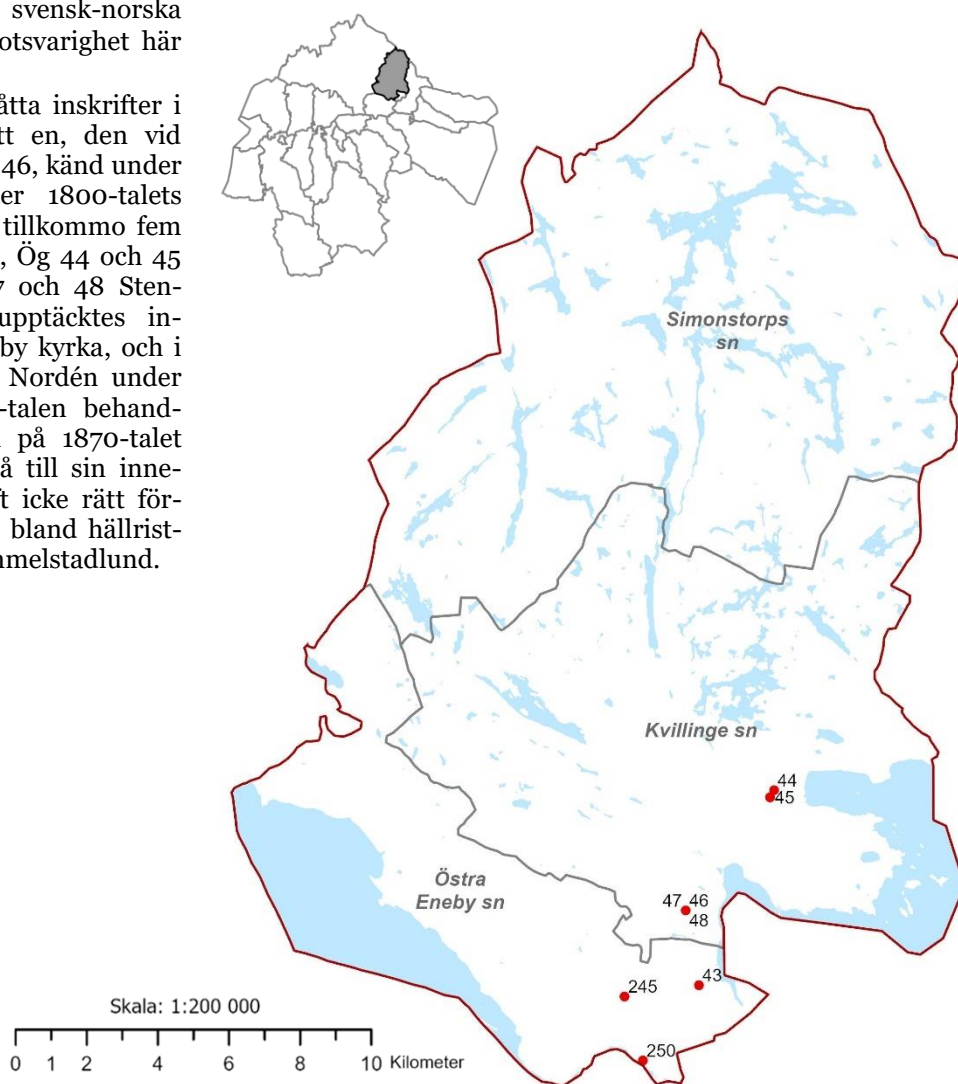 svensk-norska
otsvarighet här
åtta inskrifter i
tt en, den vid
46, känd under
er 1800-talets
tillkommo fem
, Ög 44 och 45
7 och 48 Sten-
upptäcktes in-
by kyrka, och i
Nordén under
-talen behand-
på 1870-talet
å till sin inne-
ft icke rätt för-
bland hällrist-
nmelstadlund.
Simonstorps
sn
Kvillinge sn
44
45
Östra
Eneby sn
47 46
48
43
245
250
Skala: 1:200 000
0 1 2 4 6 8 10 Kilometer